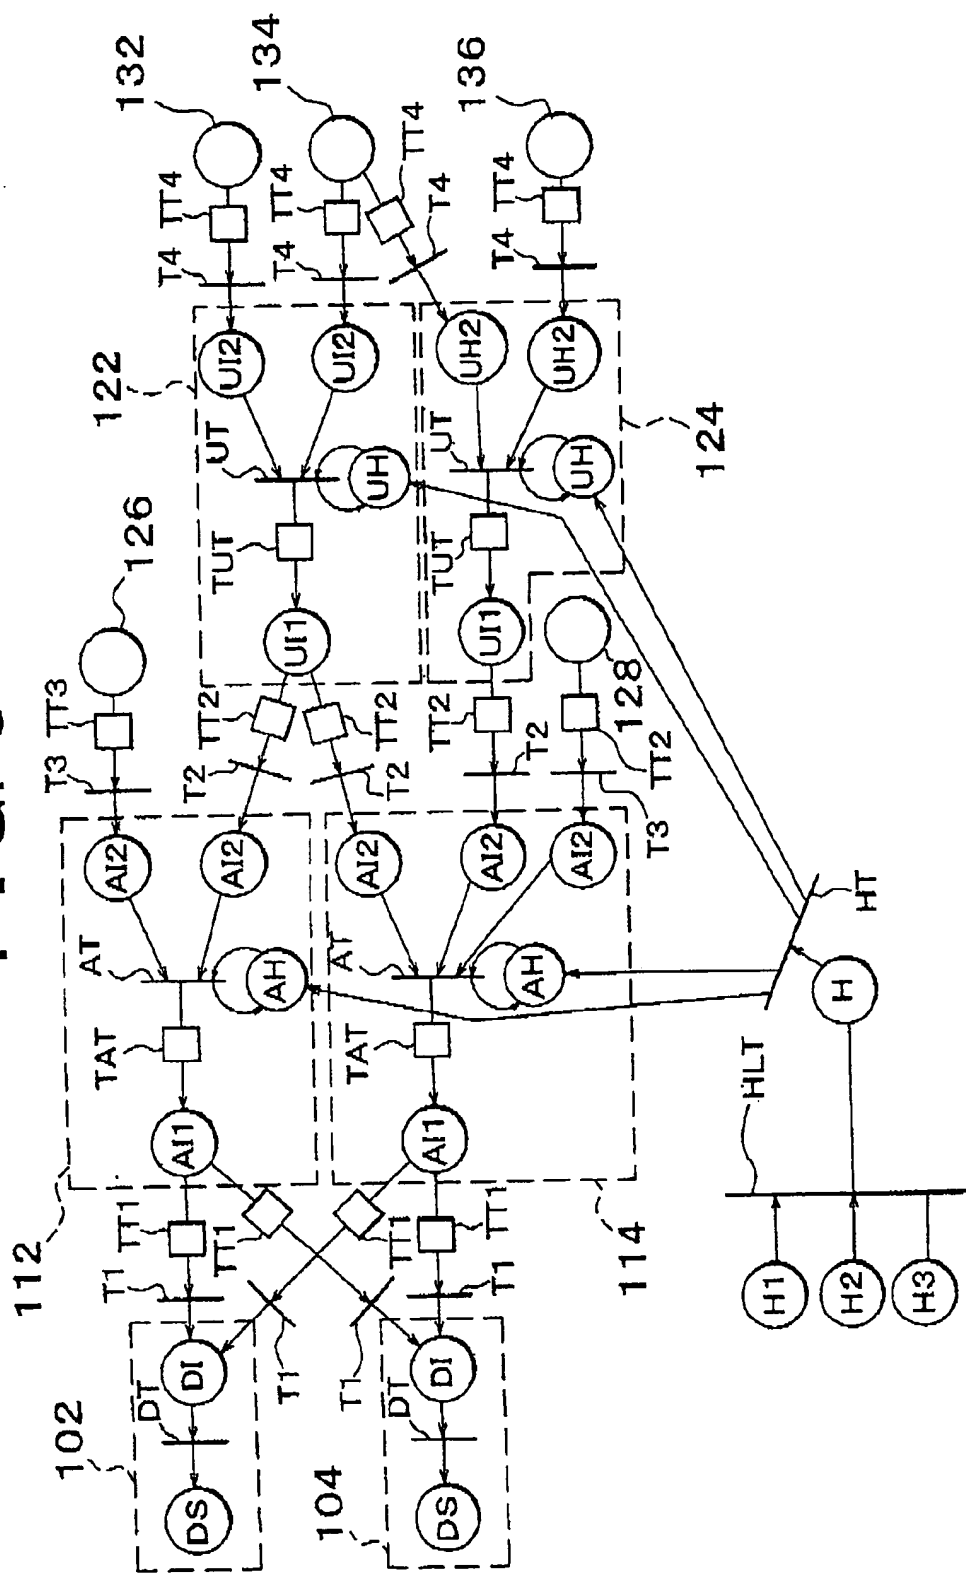 102
DS
DT
DI
104
DS
DT
DI
T1
TT1
T1
TT1
T1
TT1
T1
TT1
112
AI1
TAT
AT
AH
AI2
AI2
114
AI1
TAT
AT
AH
AI2
AI2
AI2
T3
TT3
126
T2
TT2
T2
TT2
T2
TT2
T3
TT2
128
122
UI1
TUT
UT
UH
UI2
UI2
124
UI1
TUT
UT
UH
UH2
UH2
T4
TT4
132
T4
TT4
134
T4
TT4
T4
TT4
136
H1
H2
H3
HLT
H
HT